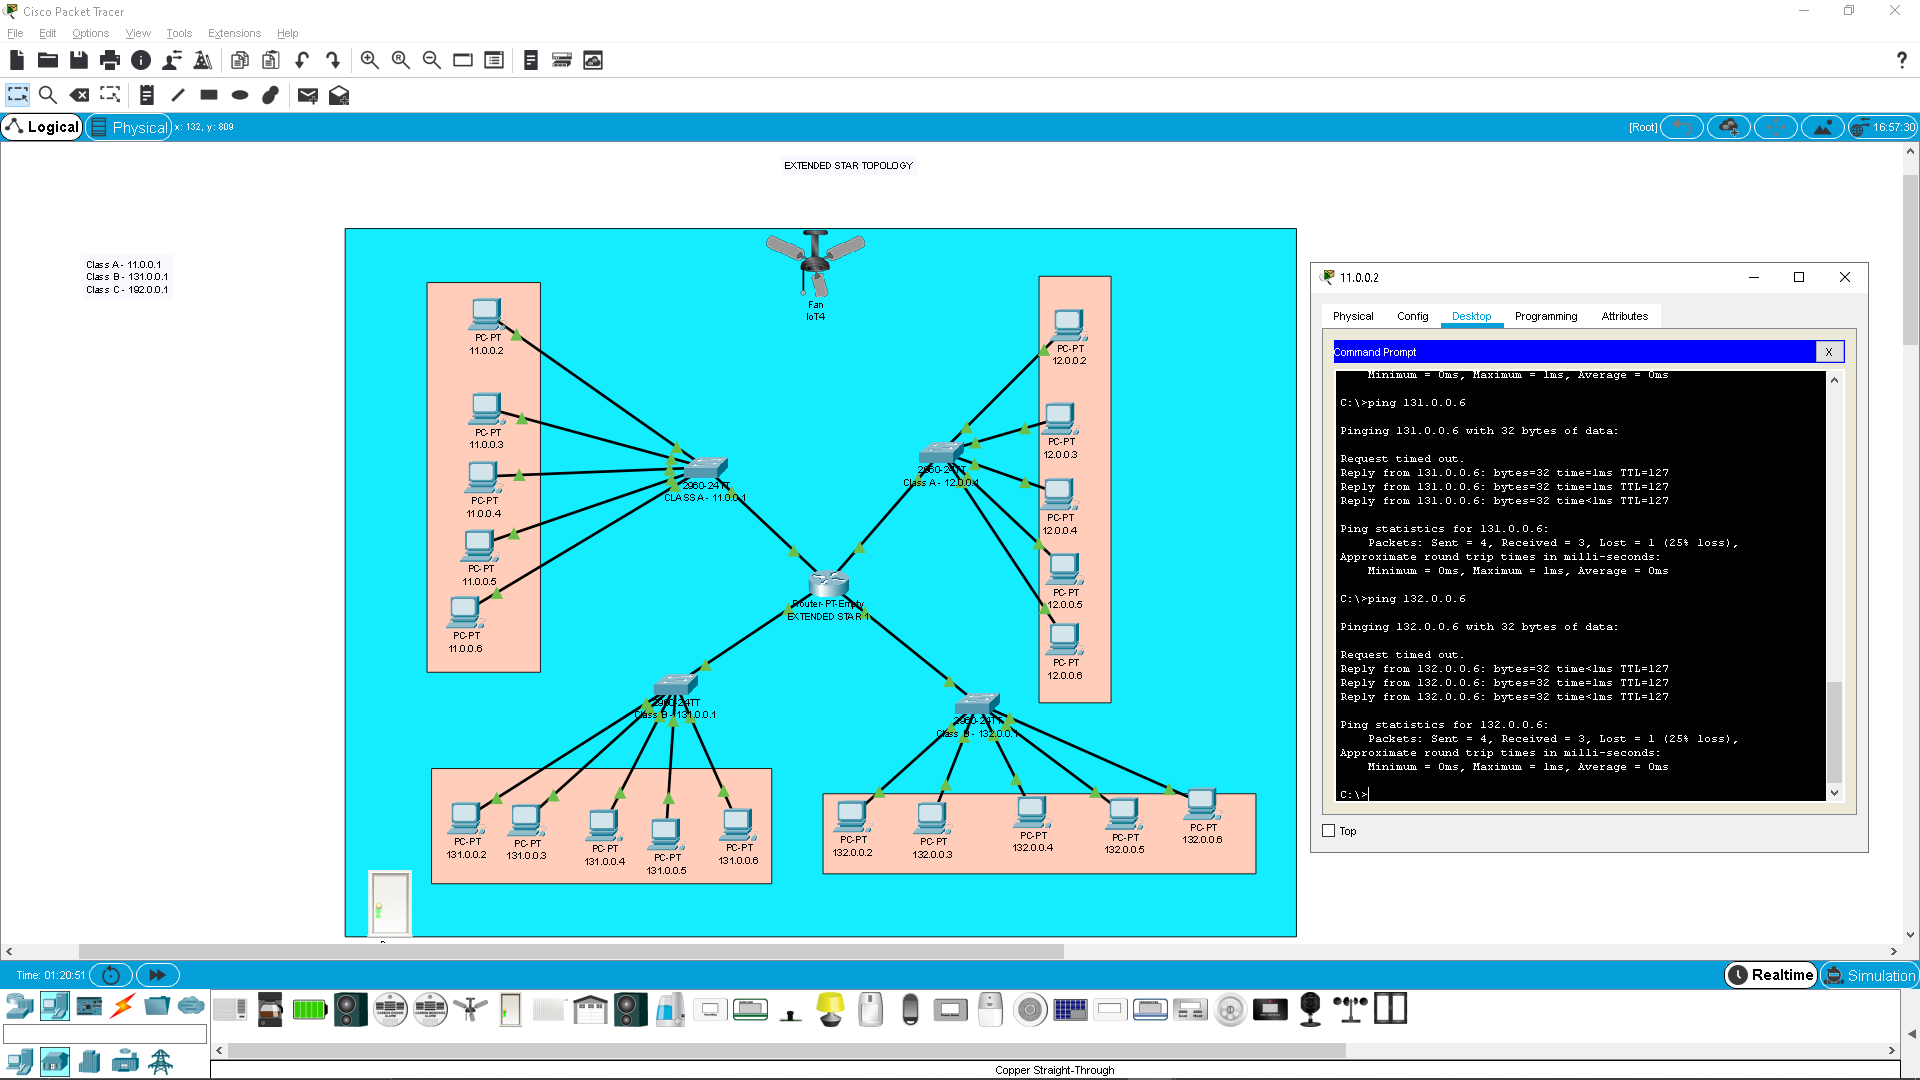 Cisco Packet Tracer
File Edit Options View Tools Extensions Help
Logical Physical x: 132, y: 809 [Root] 16:57:30
EXTENDED STAR TOPOLOGY
Class A - 11.0.0.1
Class B - 131.0.0.1
Class C - 192.0.0.1
Fan
IoT4
PC-PT
11.0.0.2
PC-PT
11.0.0.3
PC-PT
11.0.0.4
PC-PT
11.0.0.5
PC-PT
11.0.0.6
2960-24TT
CLASS A - 11.0.0.1
2960-24TT
Class A - 12.0.0.1
PC-PT
12.0.0.2
PC-PT
12.0.0.3
PC-PT
12.0.0.4
PC-PT
12.0.0.5
PC-PT
12.0.0.6
Router-PT-Empty
EXTENDED STAR 1
2960-24TT
Class B - 131.0.0.1
2960-24TT
Class B - 132.0.0.1
PC-PT
131.0.0.2
PC-PT
131.0.0.3
PC-PT
131.0.0.4
PC-PT
131.0.0.5
PC-PT
131.0.0.6
PC-PT
132.0.0.2
PC-PT
132.0.0.3
PC-PT
132.0.0.4
PC-PT
132.0.0.5
PC-PT
132.0.0.6
11.0.0.2
Physical Config Desktop Programming Attributes
Command Prompt X
Minimum = 0ms, Maximum = 1ms, Average = 0ms
C:\>ping 131.0.0.6
Pinging 131.0.0.6 with 32 bytes of data:
Request timed out.
Reply from 131.0.0.6: bytes=32 time=1ms TTL=127
Reply from 131.0.0.6: bytes=32 time=1ms TTL=127
Reply from 131.0.0.6: bytes=32 time<1ms TTL=127
Ping statistics for 131.0.0.6:
Packets: Sent = 4, Received = 3, Lost = 1 (25% loss),
Approximate round trip times in milli-seconds:
Minimum = 0ms, Maximum = 1ms, Average = 0ms
C:\>ping 132.0.0.6
Pinging 132.0.0.6 with 32 bytes of data:
Request timed out.
Reply from 132.0.0.6: bytes=32 time<1ms TTL=127
Reply from 132.0.0.6: bytes=32 time=1ms TTL=127
Reply from 132.0.0.6: bytes=32 time<1ms TTL=127
Ping statistics for 132.0.0.6:
Packets: Sent = 4, Received = 3, Lost = 1 (25% loss),
Approximate round trip times in milli-seconds:
Minimum = 0ms, Maximum = 1ms, Average = 0ms
C:\>
Top
Time: 01:20:51 Realtime Simulation
Copper Straight-Through